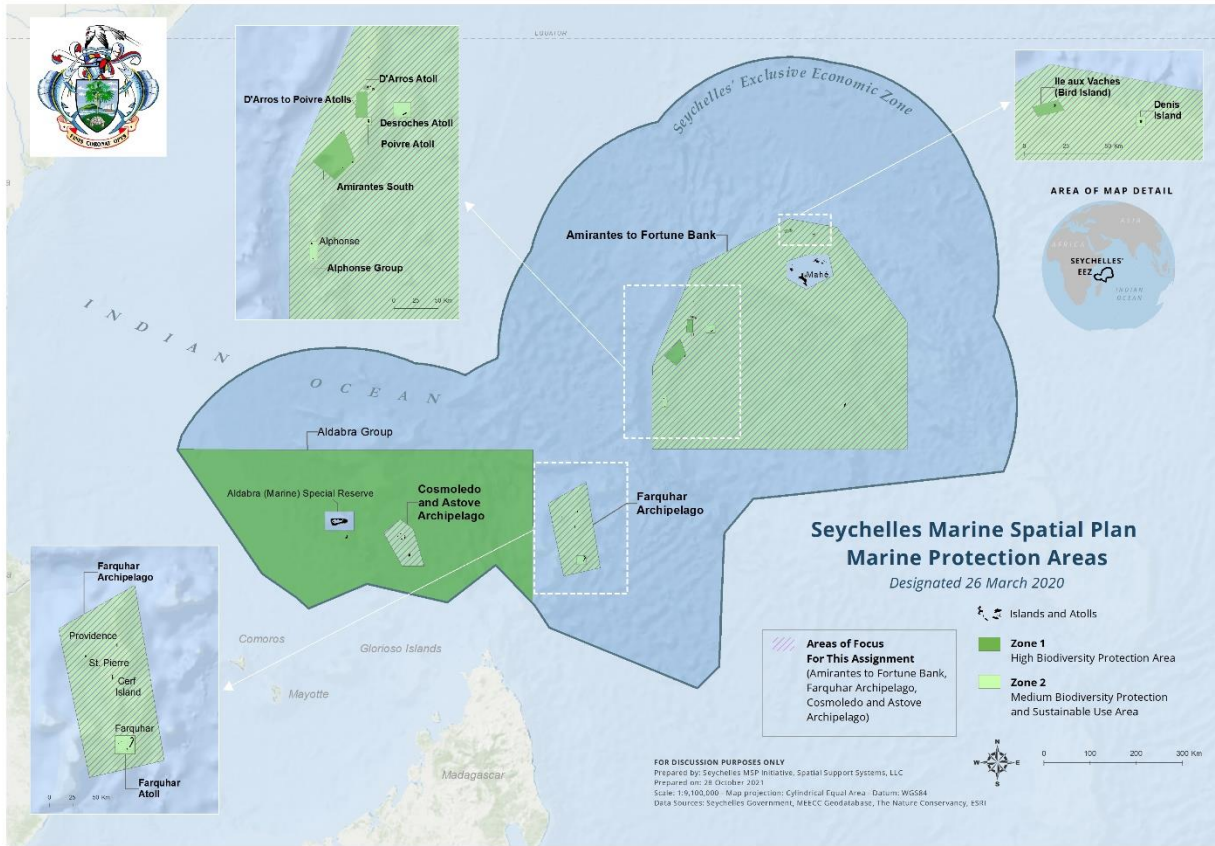 EQUATOR
Seychelles' Exclusive Economic Zone
FINIS CORONAT OPUS
D'Arros Atoll
D'Arros to Poivre Atolls
Desroches Atoll
Poivre Atoll
Amirantes South
Alphonse
Alphonse Group
0 25 50 Km
Ile aux Vaches
(Bird Island)
Denis
Island
0 25 50 Km
AREA OF MAP DETAIL
ASIA
AFRICA
SEYCHELLES'
EEZ
INDIAN
OCEAN
Amirantes to Fortune Bank
Mahé
INDIAN
OCEAN
Aldabra Group
Aldabra (Marine) Special Reserve
Cosmoledo
and Astove
Archipelago
Farquhar
Archipelago
Farquhar
Archipelago
Providence
St. Pierre
Cerf
Island
Farquhar
Farquhar
Atoll
0 25 50 Km
Comoros
Mayotte
Glorioso Islands
Madagascar
Seychelles Marine Spatial Plan
Marine Protection Areas
Designated 26 March 2020
Islands and Atolls
Areas of Focus
For This Assignment
(Amirantes to Fortune Bank,
Farquhar Archipelago,
Cosmoledo and Astove
Archipelago)
Zone 1
High Biodiversity Protection Area
Zone 2
Medium Biodiversity Protection
and Sustainable Use Area
N
W E
S
0 100 200 300 Km
FOR DISCUSSION PURPOSES ONLY
Prepared by: Seychelles MSP Initiative, Spatial Support Systems, LLC
Prepared on: 28 October 2021
Scale: 1:9,100,000 - Map projection: Cylindrical Equal Area - Datum: WGS84
Data Sources: Seychelles Government, MEECC Geodatabase, The Nature Conservancy, ESRI